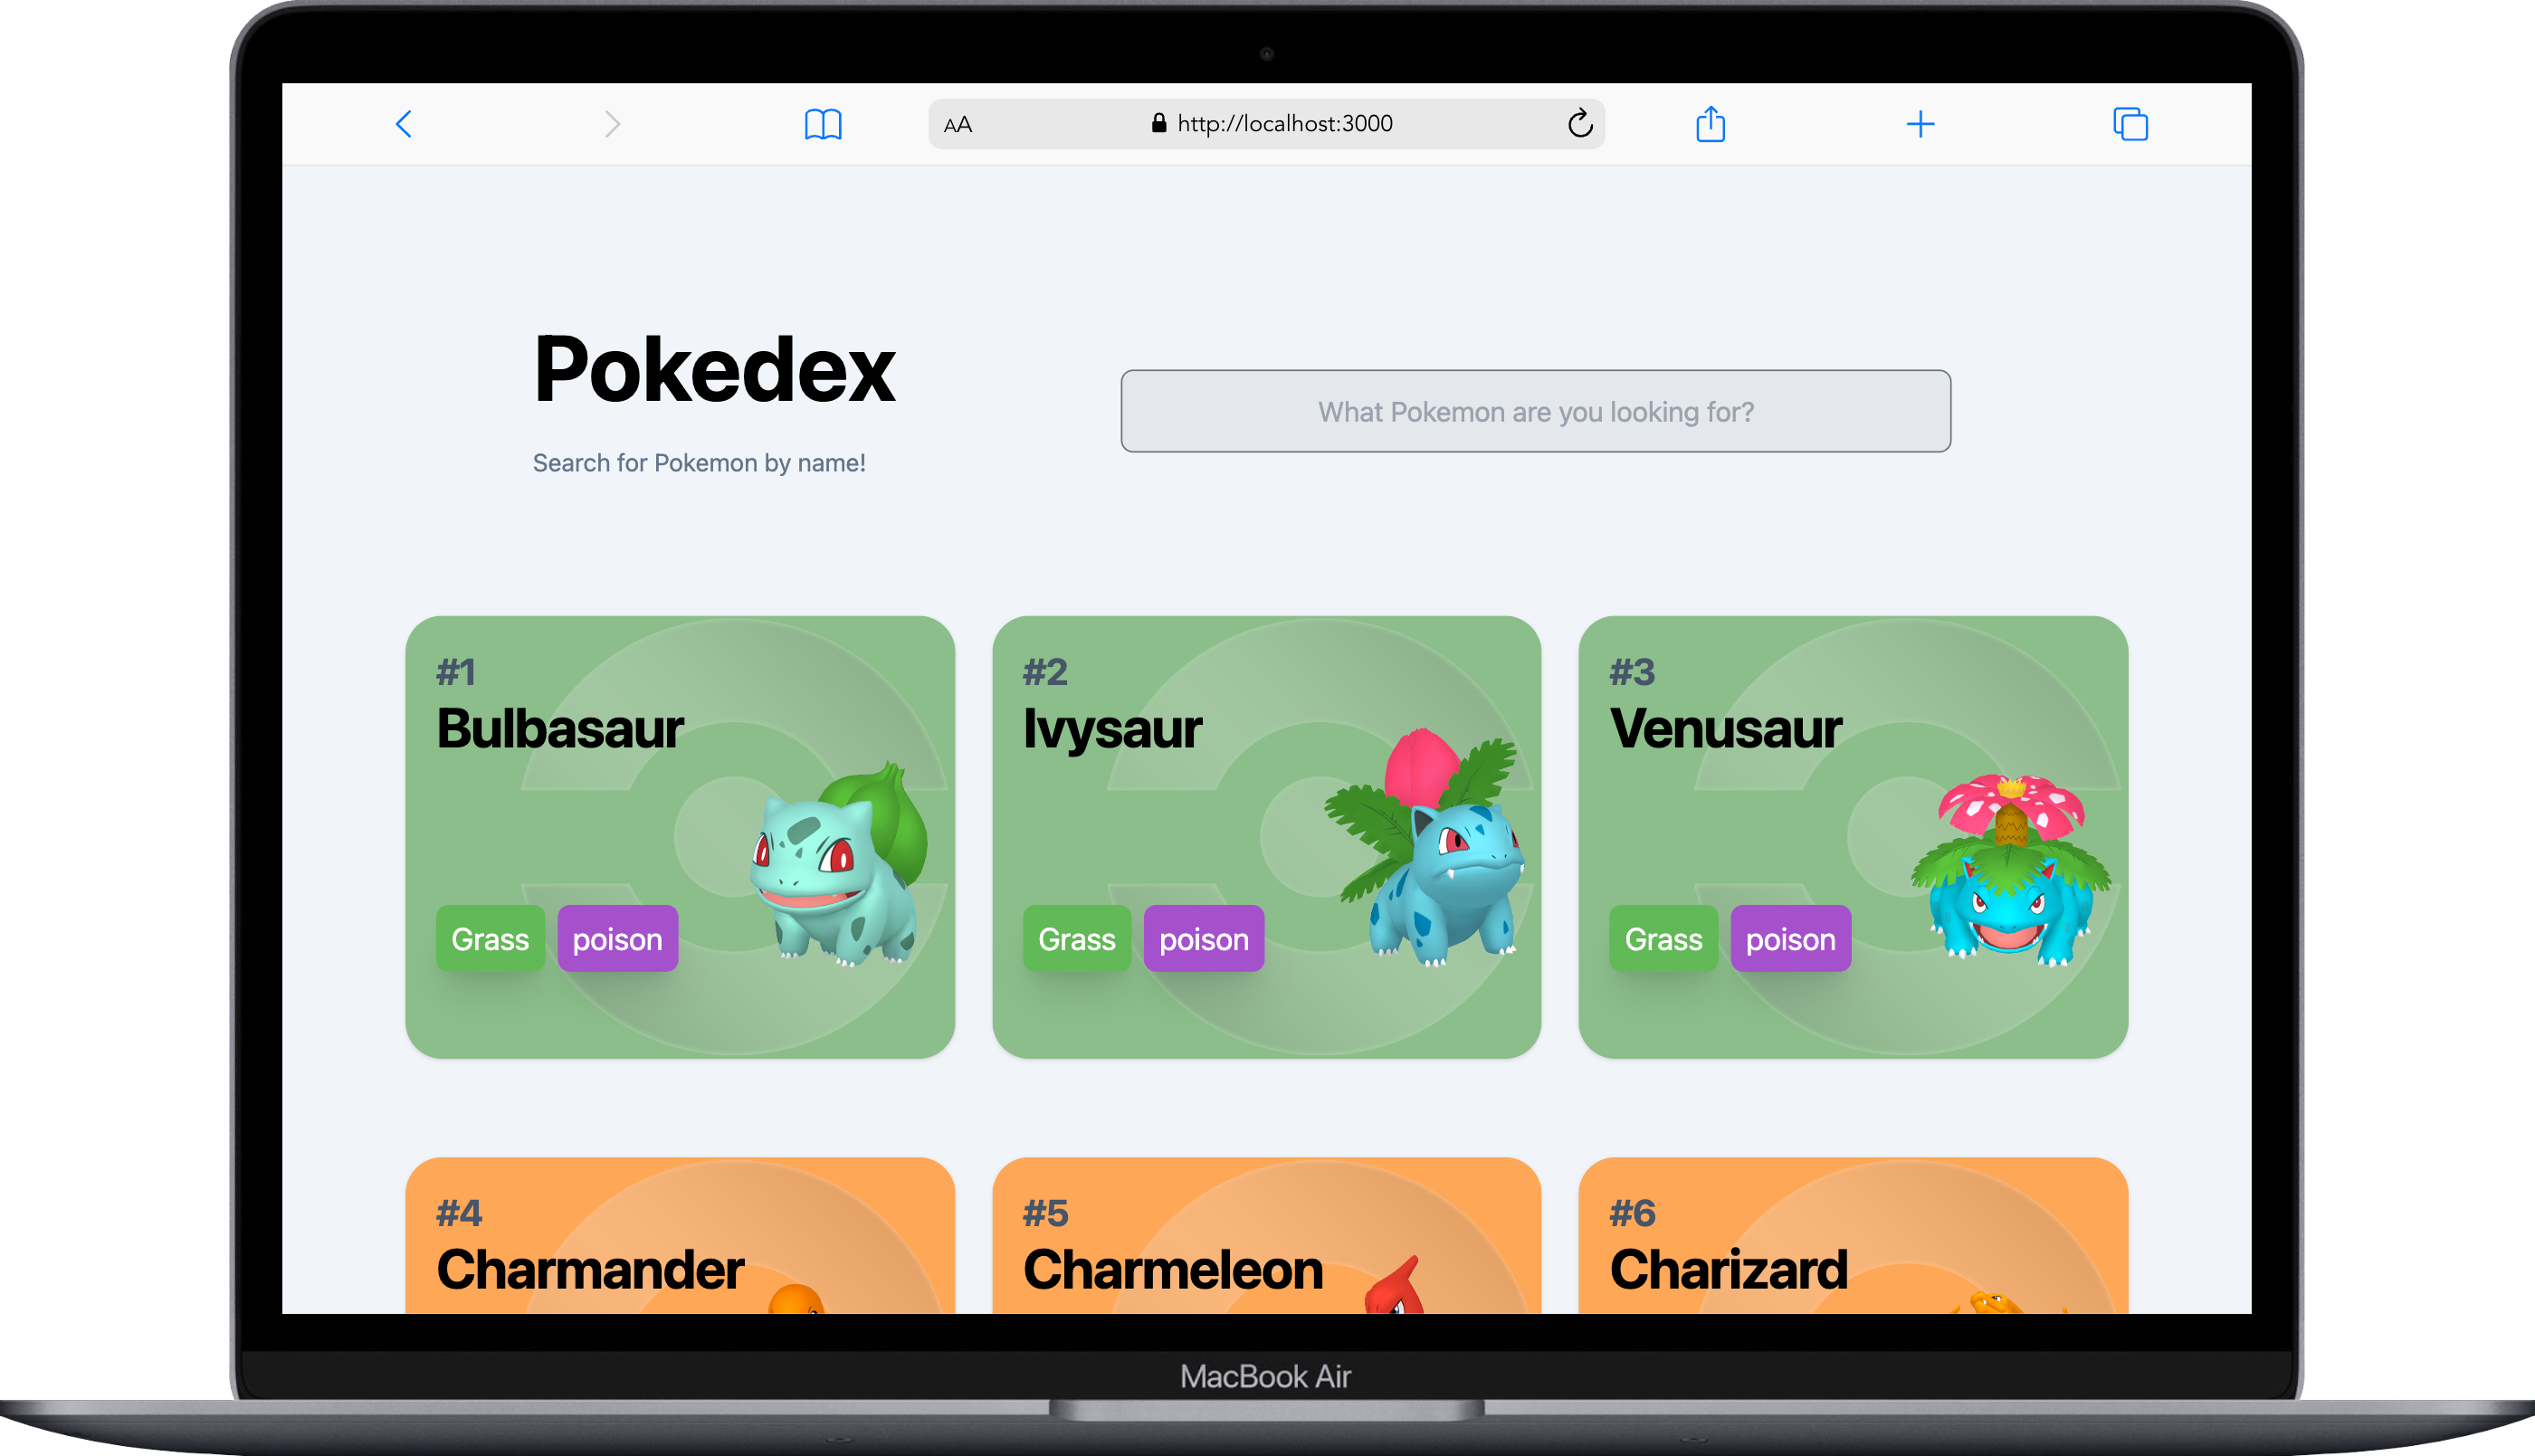 AA http://localhost:3000
Pokedex
What Pokemon are you looking for?
Search for Pokemon by name!
#1
Bulbasaur
Grass poison
#2
Ivysaur
Grass poison
#3
Venusaur
Grass poison
#4
Charmander
#5
Charmeleon
#6
Charizard
MacBook Air